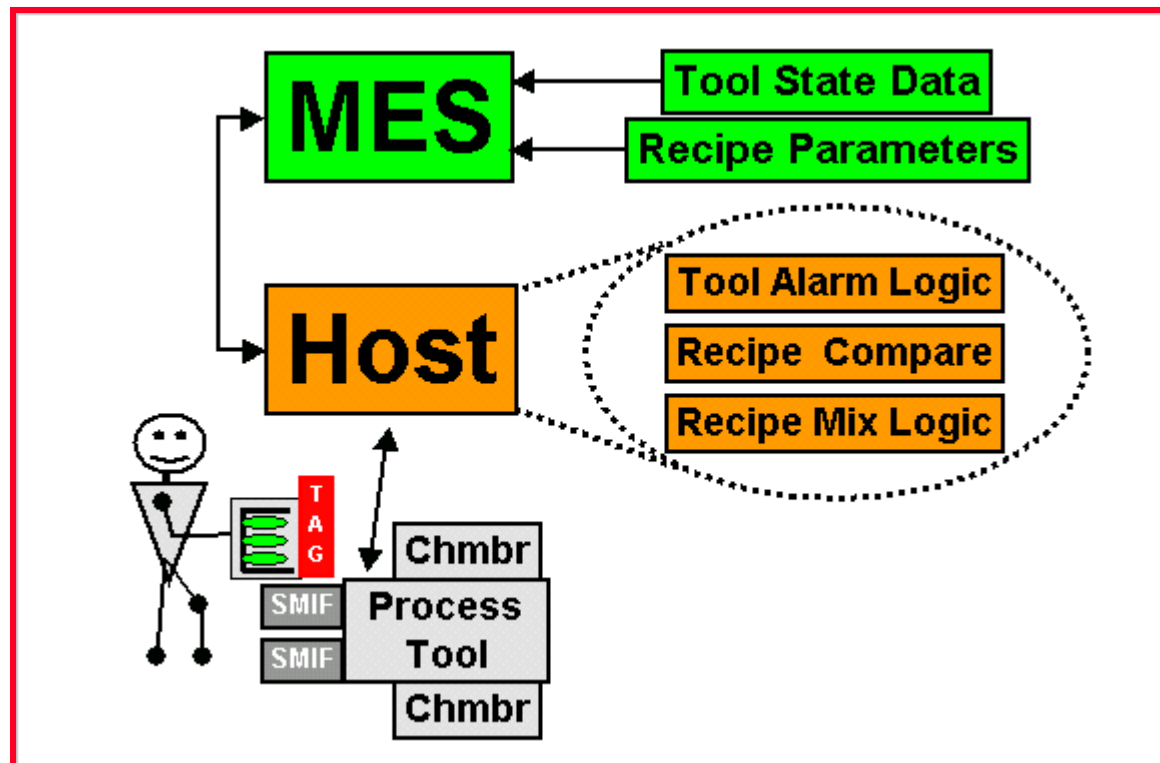 MES
Tool State Data
Recipe Parameters
Host
Tool Alarm Logic
Recipe Compare
Recipe Mix Logic
TAG
Chmbr
SMIF
Process
Tool
SMIF
Chmbr